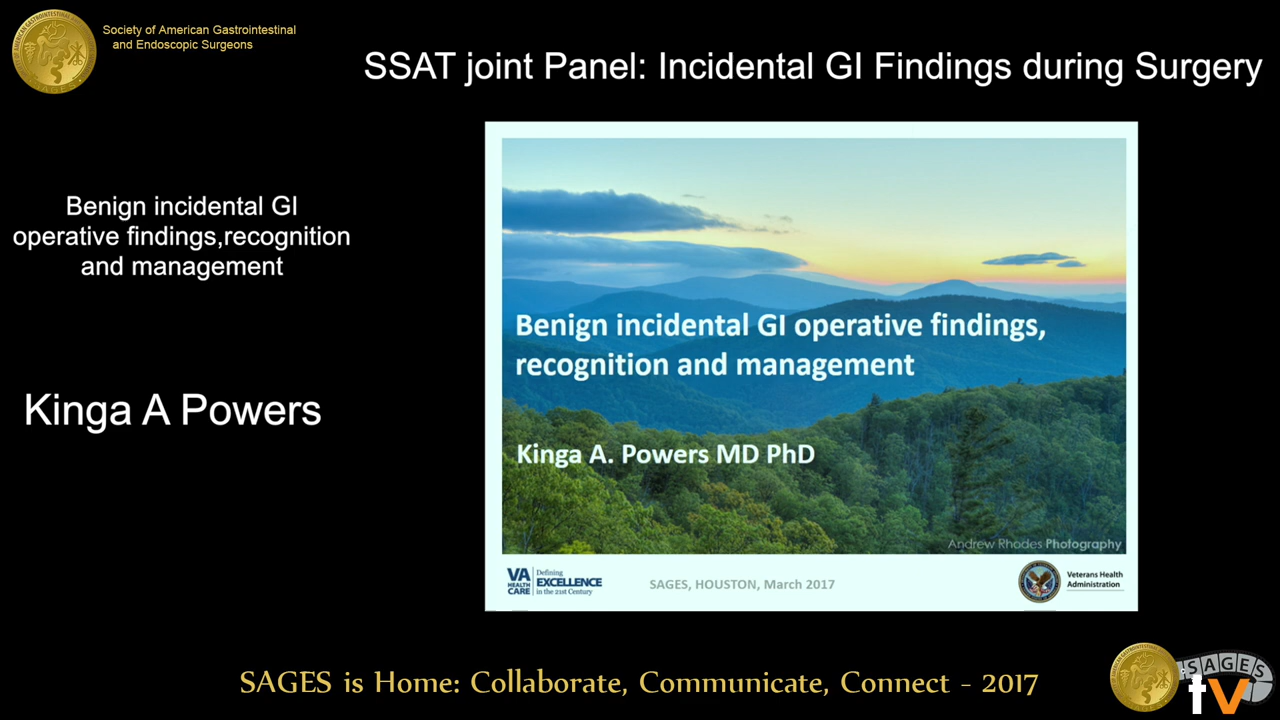 Society of American Gastrointestinal
and Endoscopic Surgeons
SSAT joint Panel: Incidental GI Findings during Surgery
Benign incidental GI
operative findings,recognition
and management
Kinga A Powers
Benign incidental GI operative findings,
recognition and management
Kinga A. Powers MD PhD
Andrew Rhodes Photography
VA
HEALTH
CARE
Defining
EXCELLENCE
in the 21st Century
SAGES, HOUSTON, March 2017
Veterans Health
Administration
SAGES is Home: Collaborate, Communicate, Connect - 2017
SAGES
tv